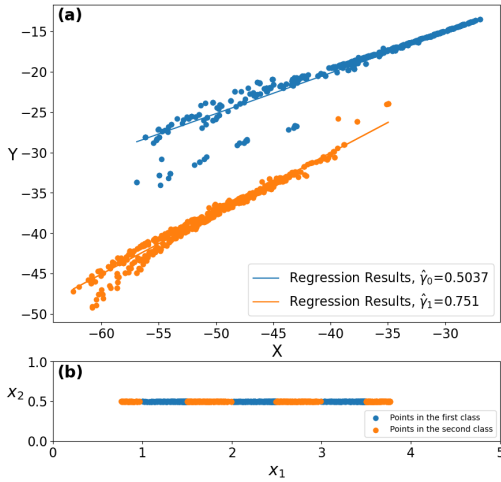 (a)
−15
−20
−25
Y
−30
−35
−40
−45
−50
Regression Results, γ̂₀=0.5037
Regression Results, γ̂₁=0.751
−60
−55
−50
−45
−40
−35
−30
X
(b)
1.0
x₂
0.5
0.0
Points in the first class
Points in the second class
0
1
2
3
4
5
x₁